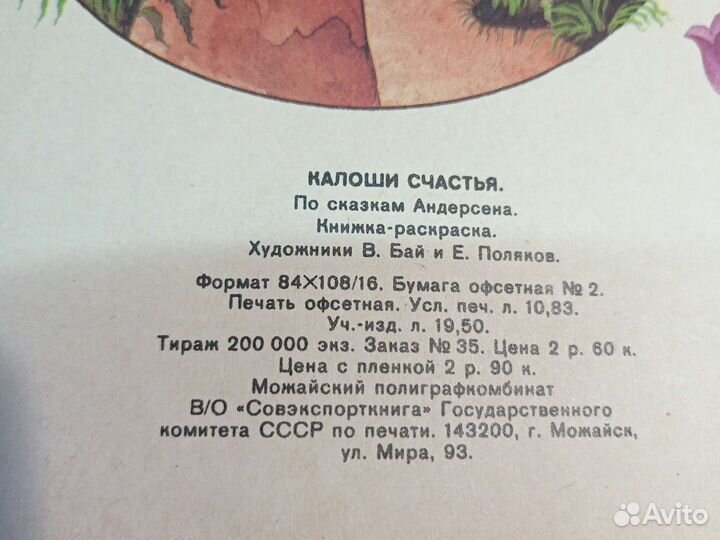 КАЛОШИ СЧАСТЬЯ.
По сказкам Андерсена.
Книжка-раскраска.
Художники В. Бай и Е. Поляков.
Формат 84×108/16. Бумага офсетная № 2.
Печать офсетная. Усл. печ. л. 10,83.
Уч.-изд. л. 19,50.
Тираж 200 000 экз. Заказ № 35. Цена 2 р. 60 к.
Цена с пленкой 2 р. 90 к.
Можайский полиграфкомбинат
В/О «Совэкспорткнига» Государственного
комитета СССР по печати. 143200, г. Можайск,
ул. Мира, 93.
Avito